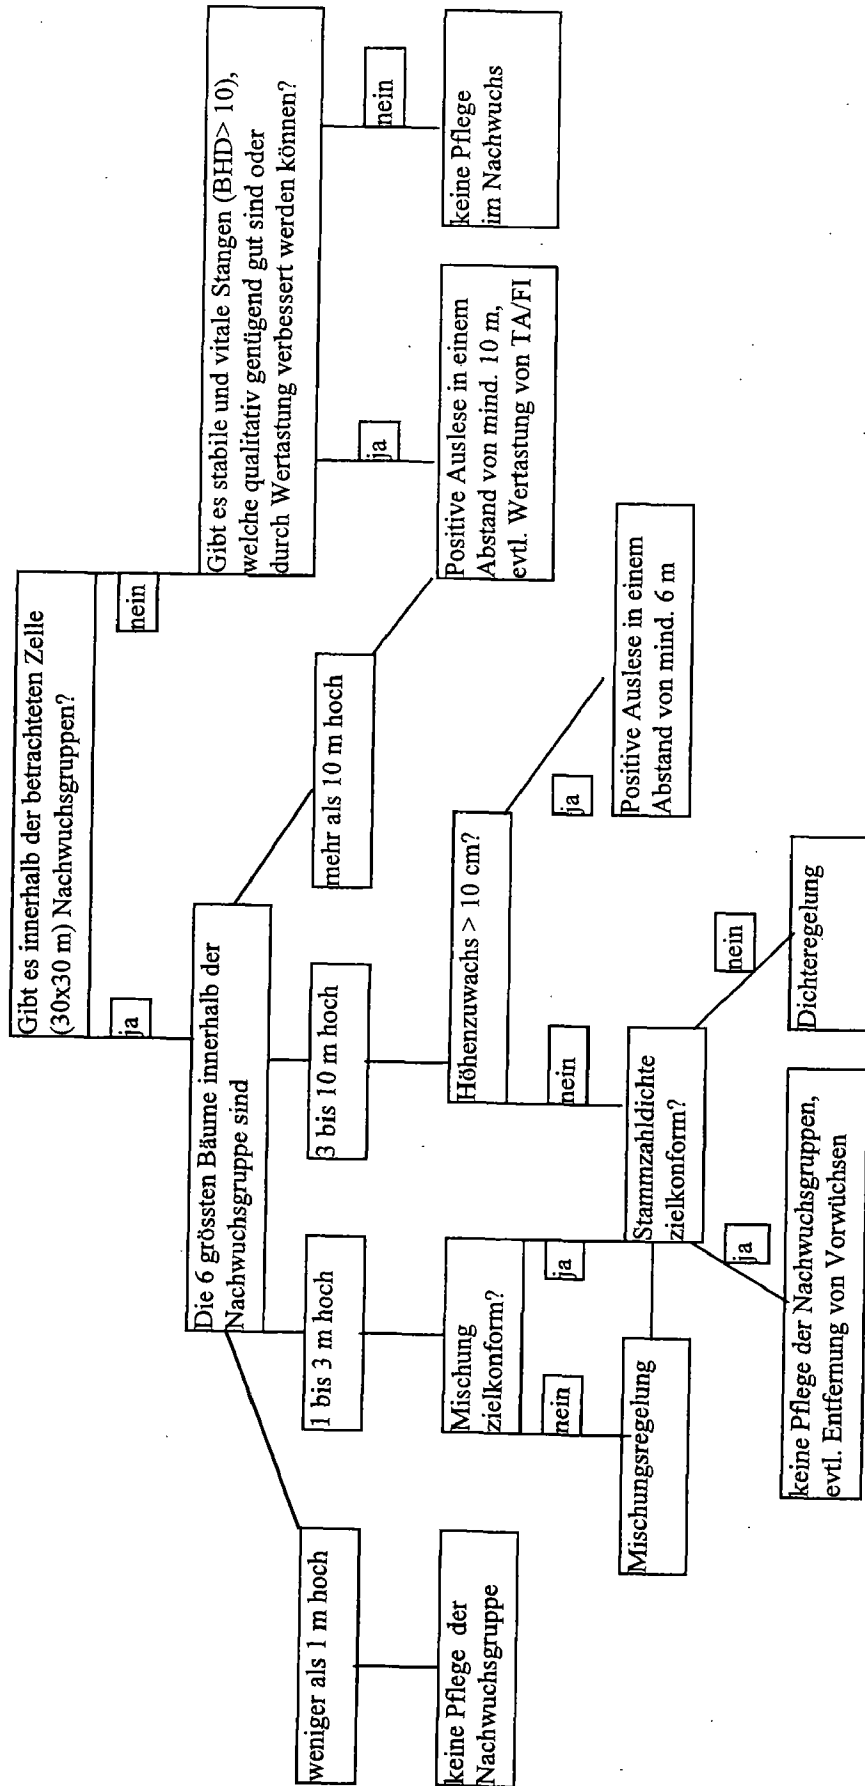 Gibt es innerhalb der betrachteten Zelle
(30x30 m) Nachwuchsgruppen?
ja
nein
Die 6 grössten Bäume innerhalb der
Nachwuchsgruppe sind
Gibt es stabile und vitale Stangen (BHD> 10),
welche qualitativ genügend gut sind oder
durch Wertastung verbessert werden können?
weniger als 1 m hoch
1 bis 3 m hoch
3 bis 10 m hoch
mehr als 10 m hoch
ja
nein
keine Pflege der
Nachwuchsgruppe
Mischung
zielkonform?
Höhenzuwachs > 10 cm?
Positive Auslese in einem
Abstand von mind. 10 m,
evtl. Wertastung von TA/FI
keine Pflege
im Nachwuchs
nein
ja
nein
ja
Mischungsregelung
Stammzahldichte
zielkonform?
Positive Auslese in einem
Abstand von mind. 6 m
ja
nein
keine Pflege der Nachwuchsgruppen,
evtl. Entfernung von Vorwüchsen
Dichteregelung